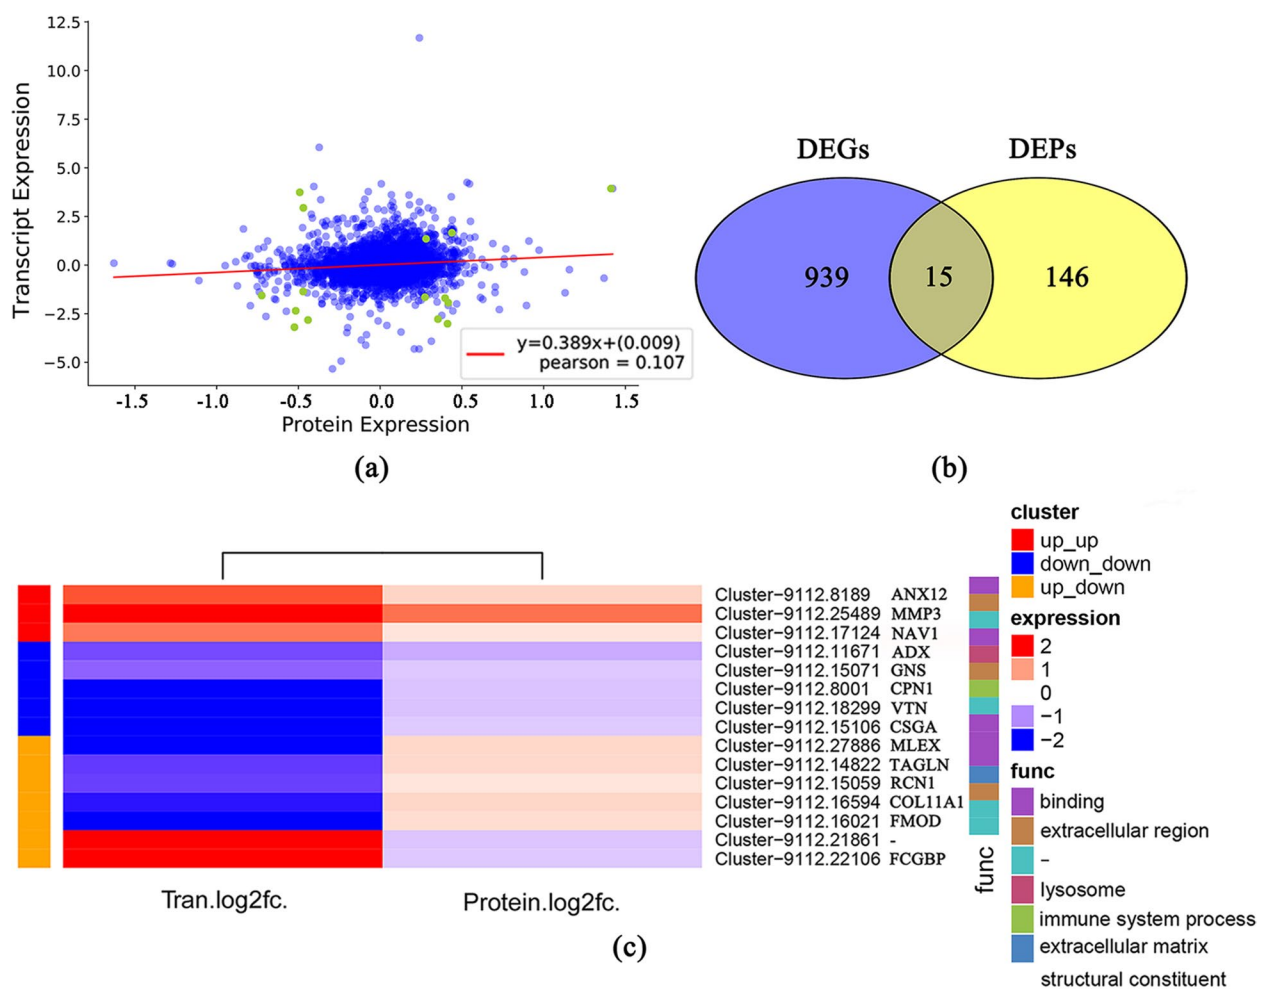 12.5
10.0
7.5
5.0
2.5
0.0
−2.5
−5.0
Transcript Expression
-1.5 -1.0 -0.5 0.0 0.5 1.0 1.5
Protein Expression
y=0.389x+(0.009)
pearson = 0.107
(a)
DEGs DEPs
939 15 146
(b)
Cluster−9112.8189 ANX12
Cluster−9112.25489 MMP3
Cluster−9112.17124 NAV1
Cluster−9112.11671 ADX
Cluster−9112.15071 GNS
Cluster−9112.8001 CPN1
Cluster−9112.18299 VTN
Cluster−9112.15106 CSGA
Cluster−9112.27886 MLEX
Cluster−9112.14822 TAGLN
Cluster−9112.15059 RCN1
Cluster−9112.16594 COL11A1
Cluster−9112.16021 FMOD
Cluster−9112.21861 -
Cluster−9112.22106 FCGBP
Tran.log2fc. Protein.log2fc.
func
cluster
up_up
down_down
up_down
expression
2
1
0
−1
−2
func
binding
extracellular region
-
lysosome
immune system process
extracellular matrix
structural constituent
(c)